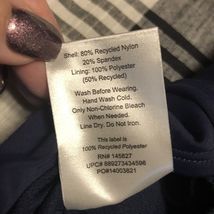 Shell: 80% Recycled Nylon
20% Spandex
Lining: 100% Polyester
(50% Recycled)
Wash Before Wearing.
Hand Wash Cold.
Only Non-Chlorine Bleach
When Needed.
Line Dry. Do Not Iron.
This label is
100% Recycled Polyester
RN# 145827
UPC# 889273434596
PO#14003621